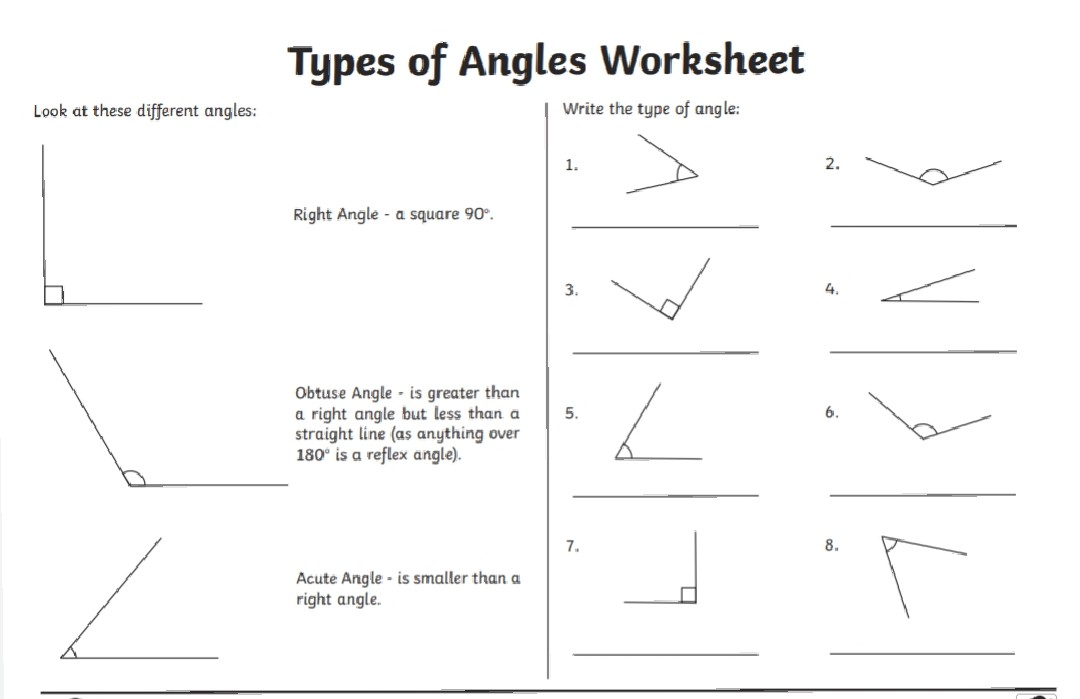 Types of Angles Worksheet
Look at these different angles:
Right Angle - a square 90°.
Obtuse Angle - is greater than
a right angle but less than a
straight line (as anything over
180° is a reflex angle).
Acute Angle - is smaller than a
right angle.
Write the type of angle:
1.
2.
3.
4.
5.
6.
7.
8.